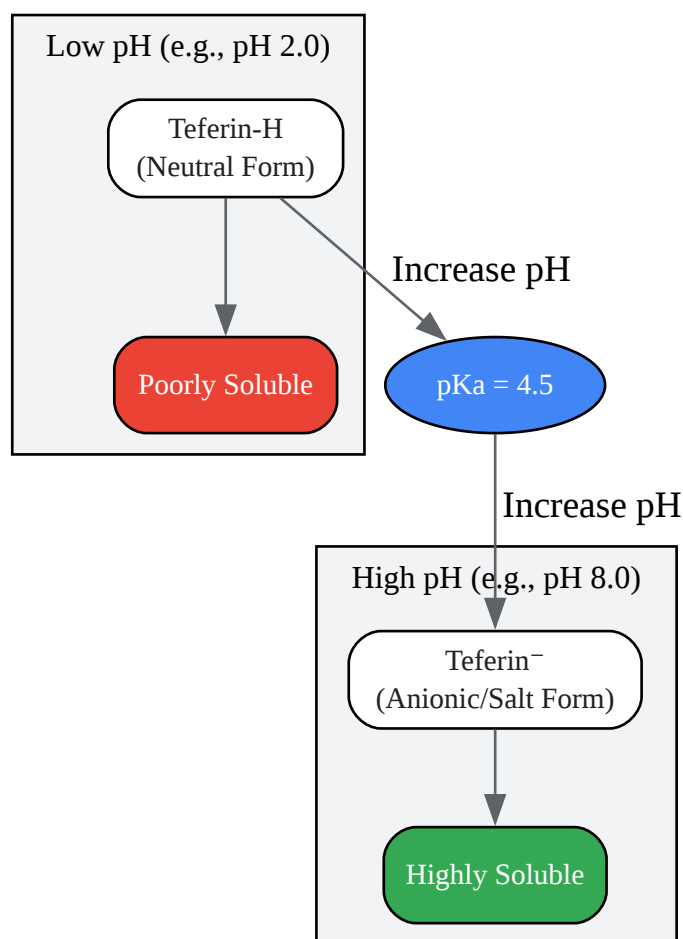 Low pH (e.g., pH 2.0)
Teferin-H
(Neutral Form)
Increase pH
Poorly Soluble
pKa = 4.5
Increase pH
High pH (e.g., pH 8.0)
Teferin⁻
(Anionic/Salt Form)
Highly Soluble